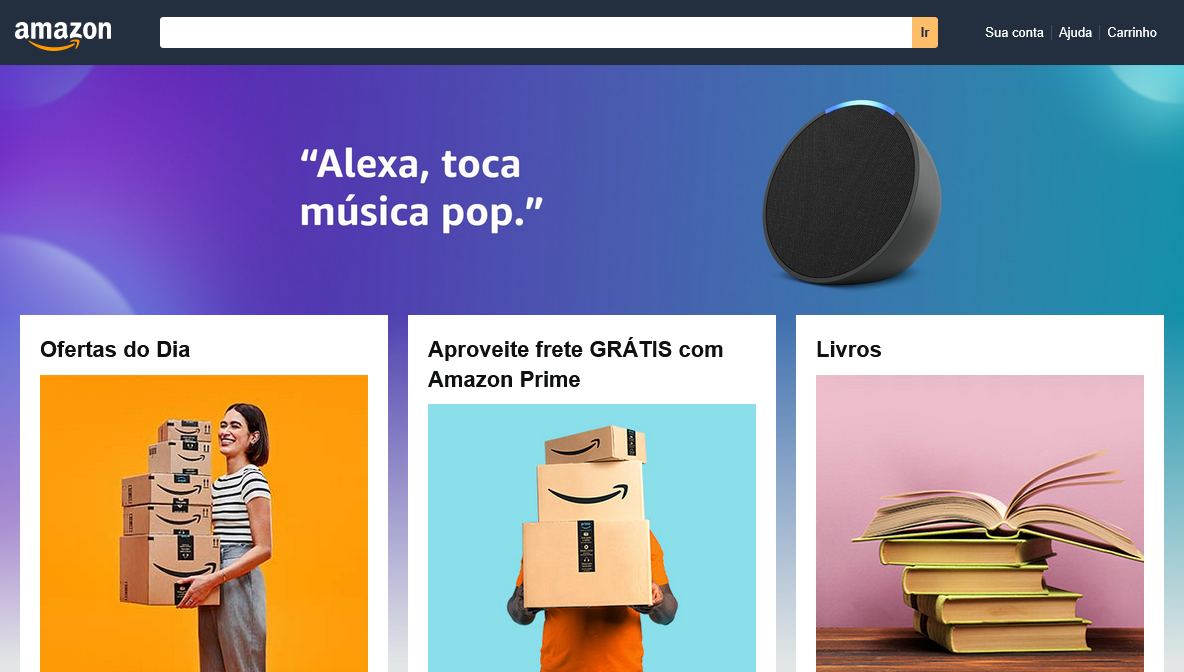 amazon
Ir
Sua conta
Ajuda
Carrinho
“Alexa, toca
música pop.”
Ofertas do Dia
Aproveite frete GRÁTIS com
Amazon Prime
Livros